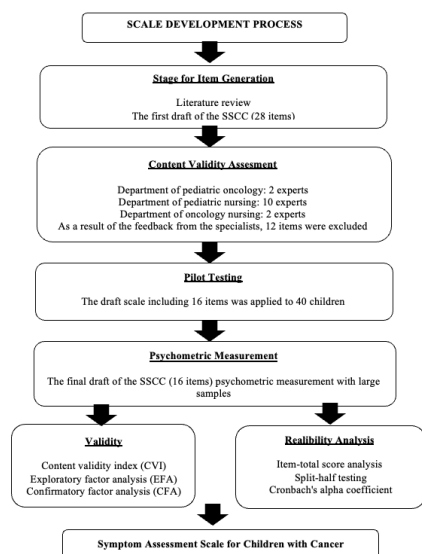 SCALE DEVELOPMENT PROCESS
Stage for Item Generation
Literature review
The first draft of the SSCC (28 items)
Content Validity Assesment
Department of pediatric oncology: 2 experts
Department of pediatric nursing: 10 experts
Department of oncology nursing: 2 experts
As a result of the feedback from the specialists, 12 items were excluded
Pilot Testing
The draft scale including 16 items was applied to 40 children
Psychometric Measurement
The final draft of the SSCC (16 items) psychometric measurement with large
samples
Validity
Content validity index (CVI)
Exploratory factor analysis (EFA)
Confirmatory factor analysis (CFA)
Realibility Analysis
Item-total score analysis
Split-half testing
Cronbach's alpha coefficient
Symptom Assessment Scale for Children with Cancer